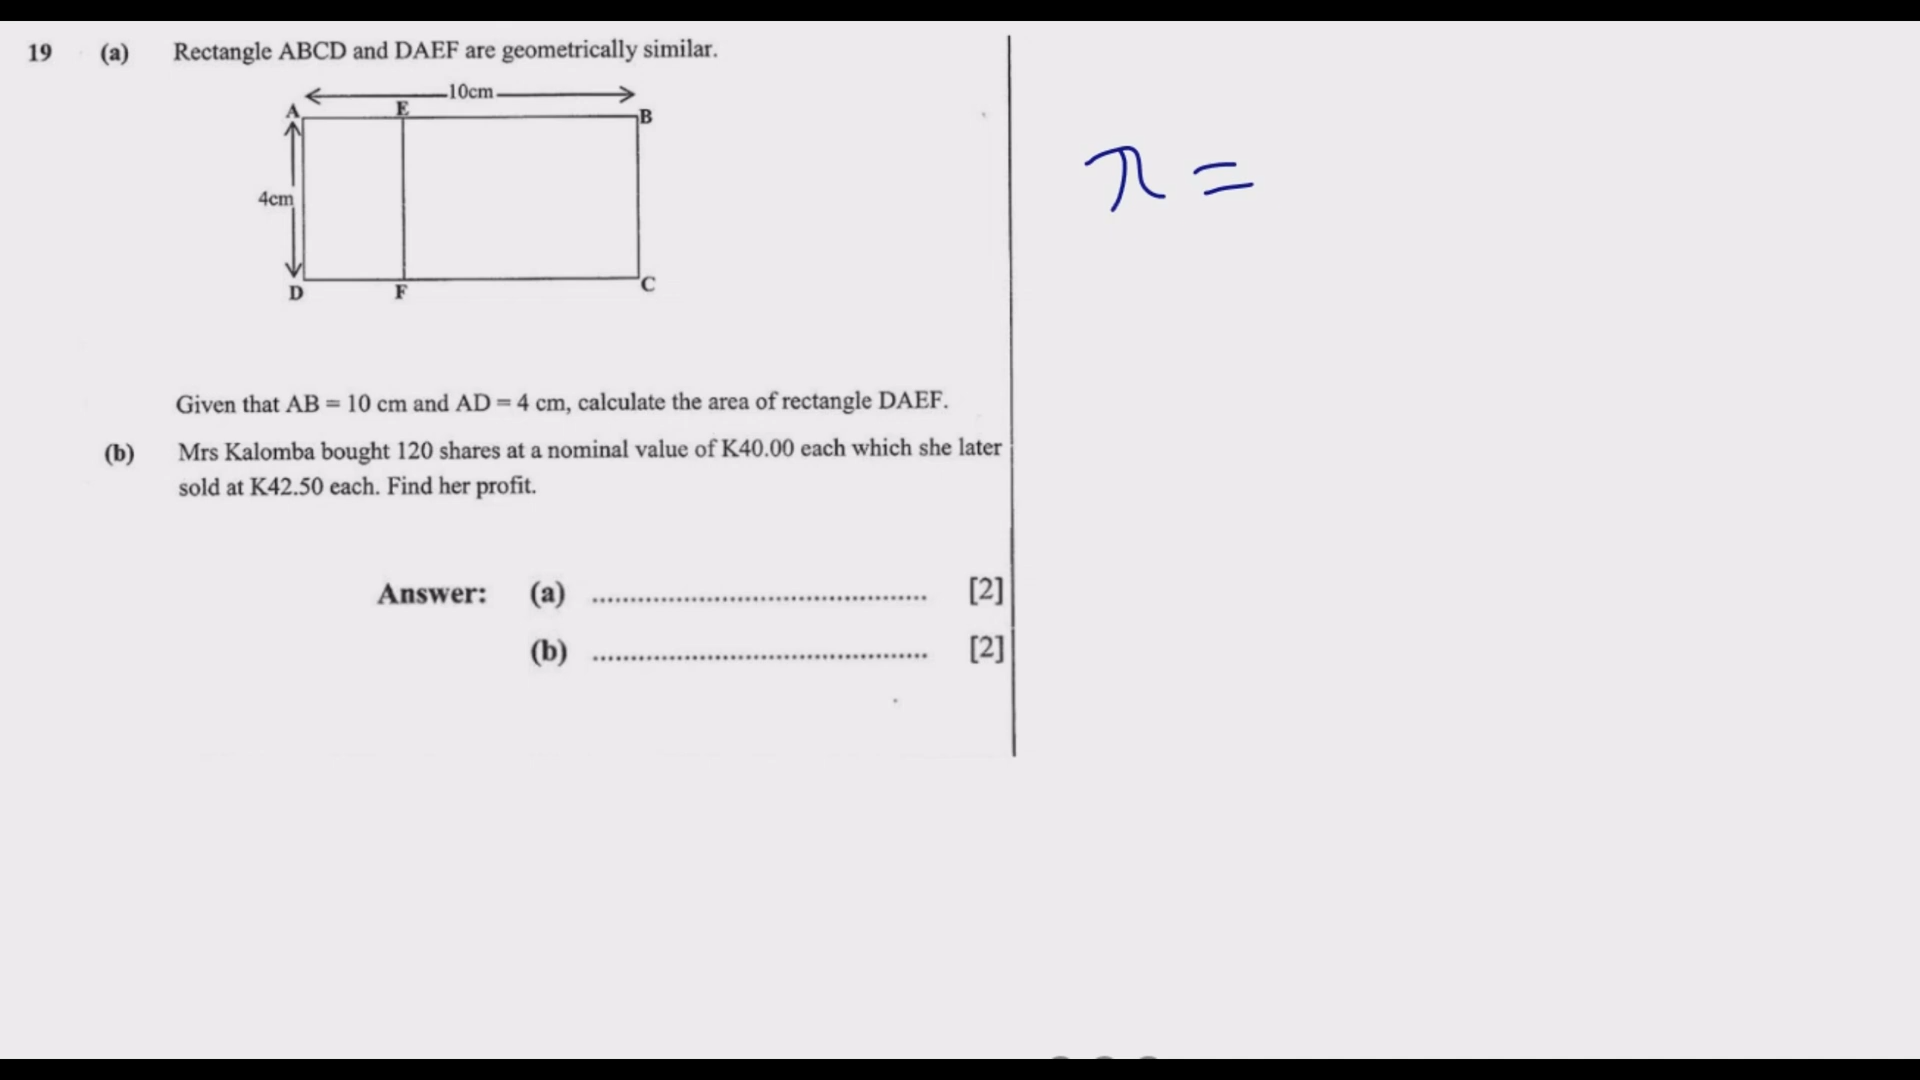 19 (a) Rectangle ABCD and DAEF are geometrically similar.
10cm
A E B
4cm
D F C
Given that AB = 10 cm and AD = 4 cm, calculate the area of rectangle DAEF.
(b) Mrs Kalomba bought 120 shares at a nominal value of K40.00 each which she later
sold at K42.50 each. Find her profit.
Answer: (a) ............................................ [2]
(b) ............................................ [2]
π =